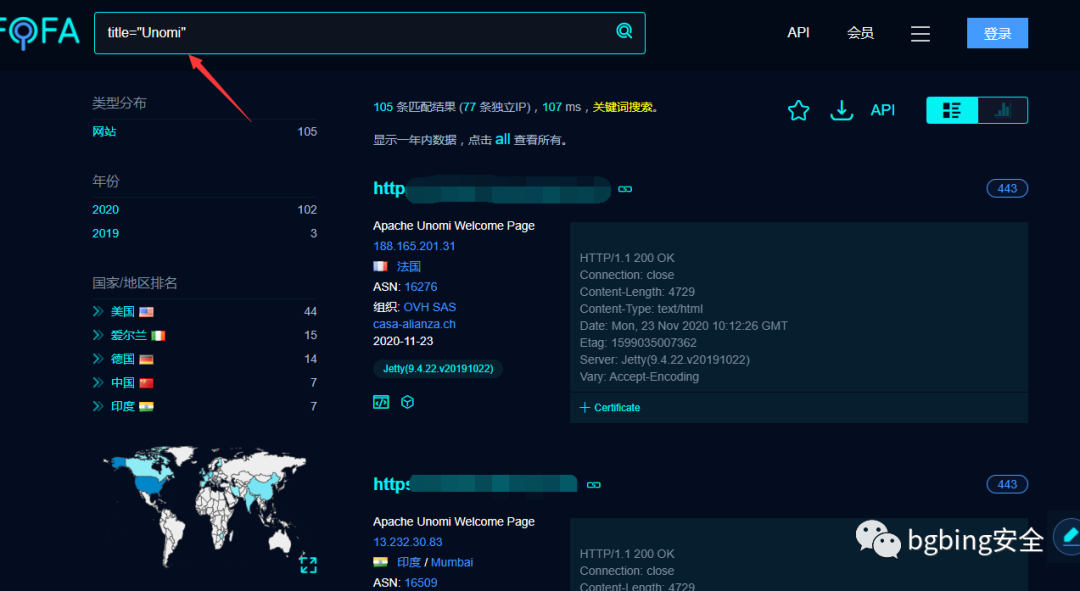 FOFA
title="Unomi"
API
会员
登录
类型分布
网站 105
年份
2020 102
2019 3
国家/地区排名
美国 44
爱尔兰 15
德国 14
中国 7
印度 7
105 条匹配结果 (77 条独立IP)，107 ms，关键词搜索。
显示一年内数据，点击 all 查看所有。
API
http
443
Apache Unomi Welcome Page
188.165.201.31
法国
ASN: 16276
组织: OVH SAS
casa-alianza.ch
2020-11-23
Jetty(9.4.22.v20191022)
HTTP/1.1 200 OK
Connection: close
Content-Length: 4729
Content-Type: text/html
Date: Mon, 23 Nov 2020 10:12:26 GMT
Etag: 1599035007362
Server: Jetty(9.4.22.v20191022)
Vary: Accept-Encoding
+ Certificate
https
443
Apache Unomi Welcome Page
13.232.30.83
印度 / Mumbai
ASN: 16509
HTTP/1.1 200 OK
Connection: close
Content-Length: 4729
bgbing安全